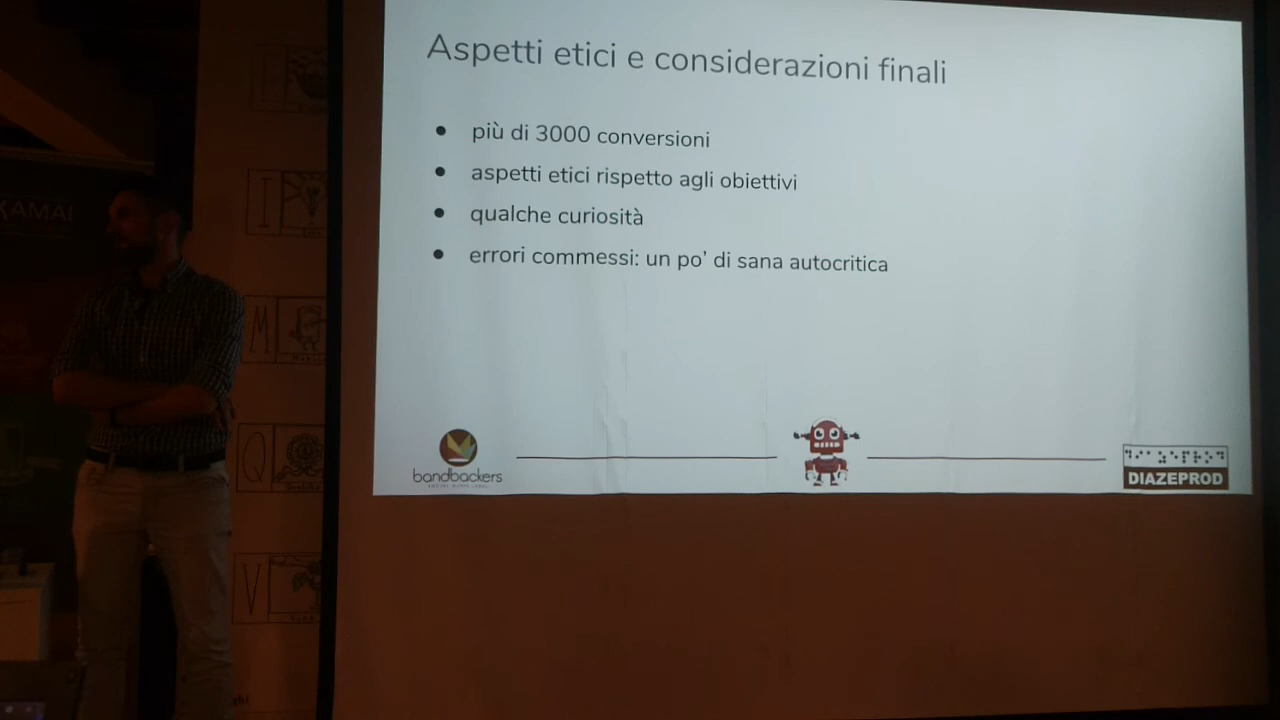 Aspetti etici e considerazioni finali
più di 3000 conversioni
aspetti etici rispetto agli obiettivi
qualche curiosità
errori commessi: un po' di sana autocritica
bandbackers
DIAZEPROD
KAMAI
I
M
Q
V